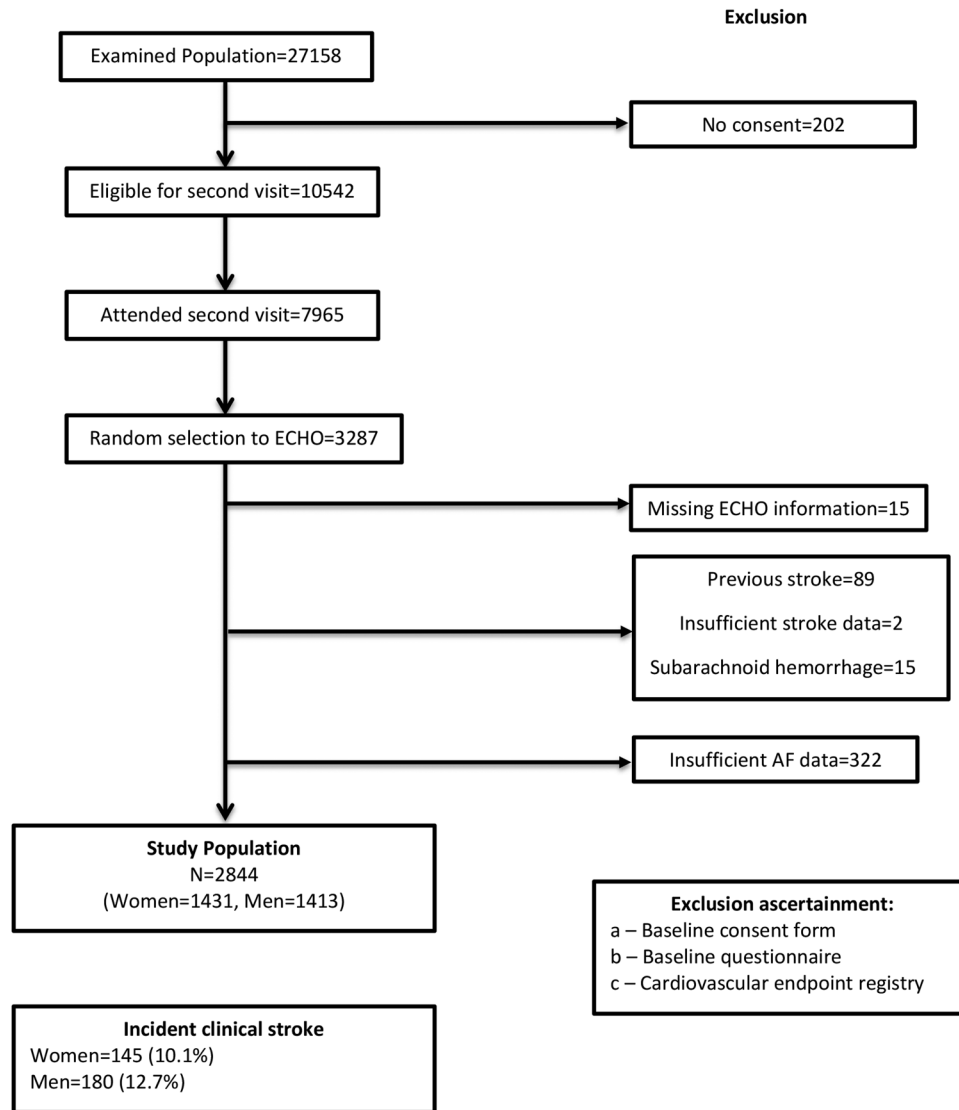 Exclusion
Examined Population=27158
No consent=202
Eligible for second visit=10542
Attended second visit=7965
Random selection to ECHO=3287
Missing ECHO information=15
Previous stroke=89
Insufficient stroke data=2
Subarachnoid hemorrhage=15
Insufficient AF data=322
Study Population
N=2844
(Women=1431, Men=1413)
Exclusion ascertainment:
a – Baseline consent form
b – Baseline questionnaire
c – Cardiovascular endpoint registry
Incident clinical stroke
Women=145 (10.1%)
Men=180 (12.7%)